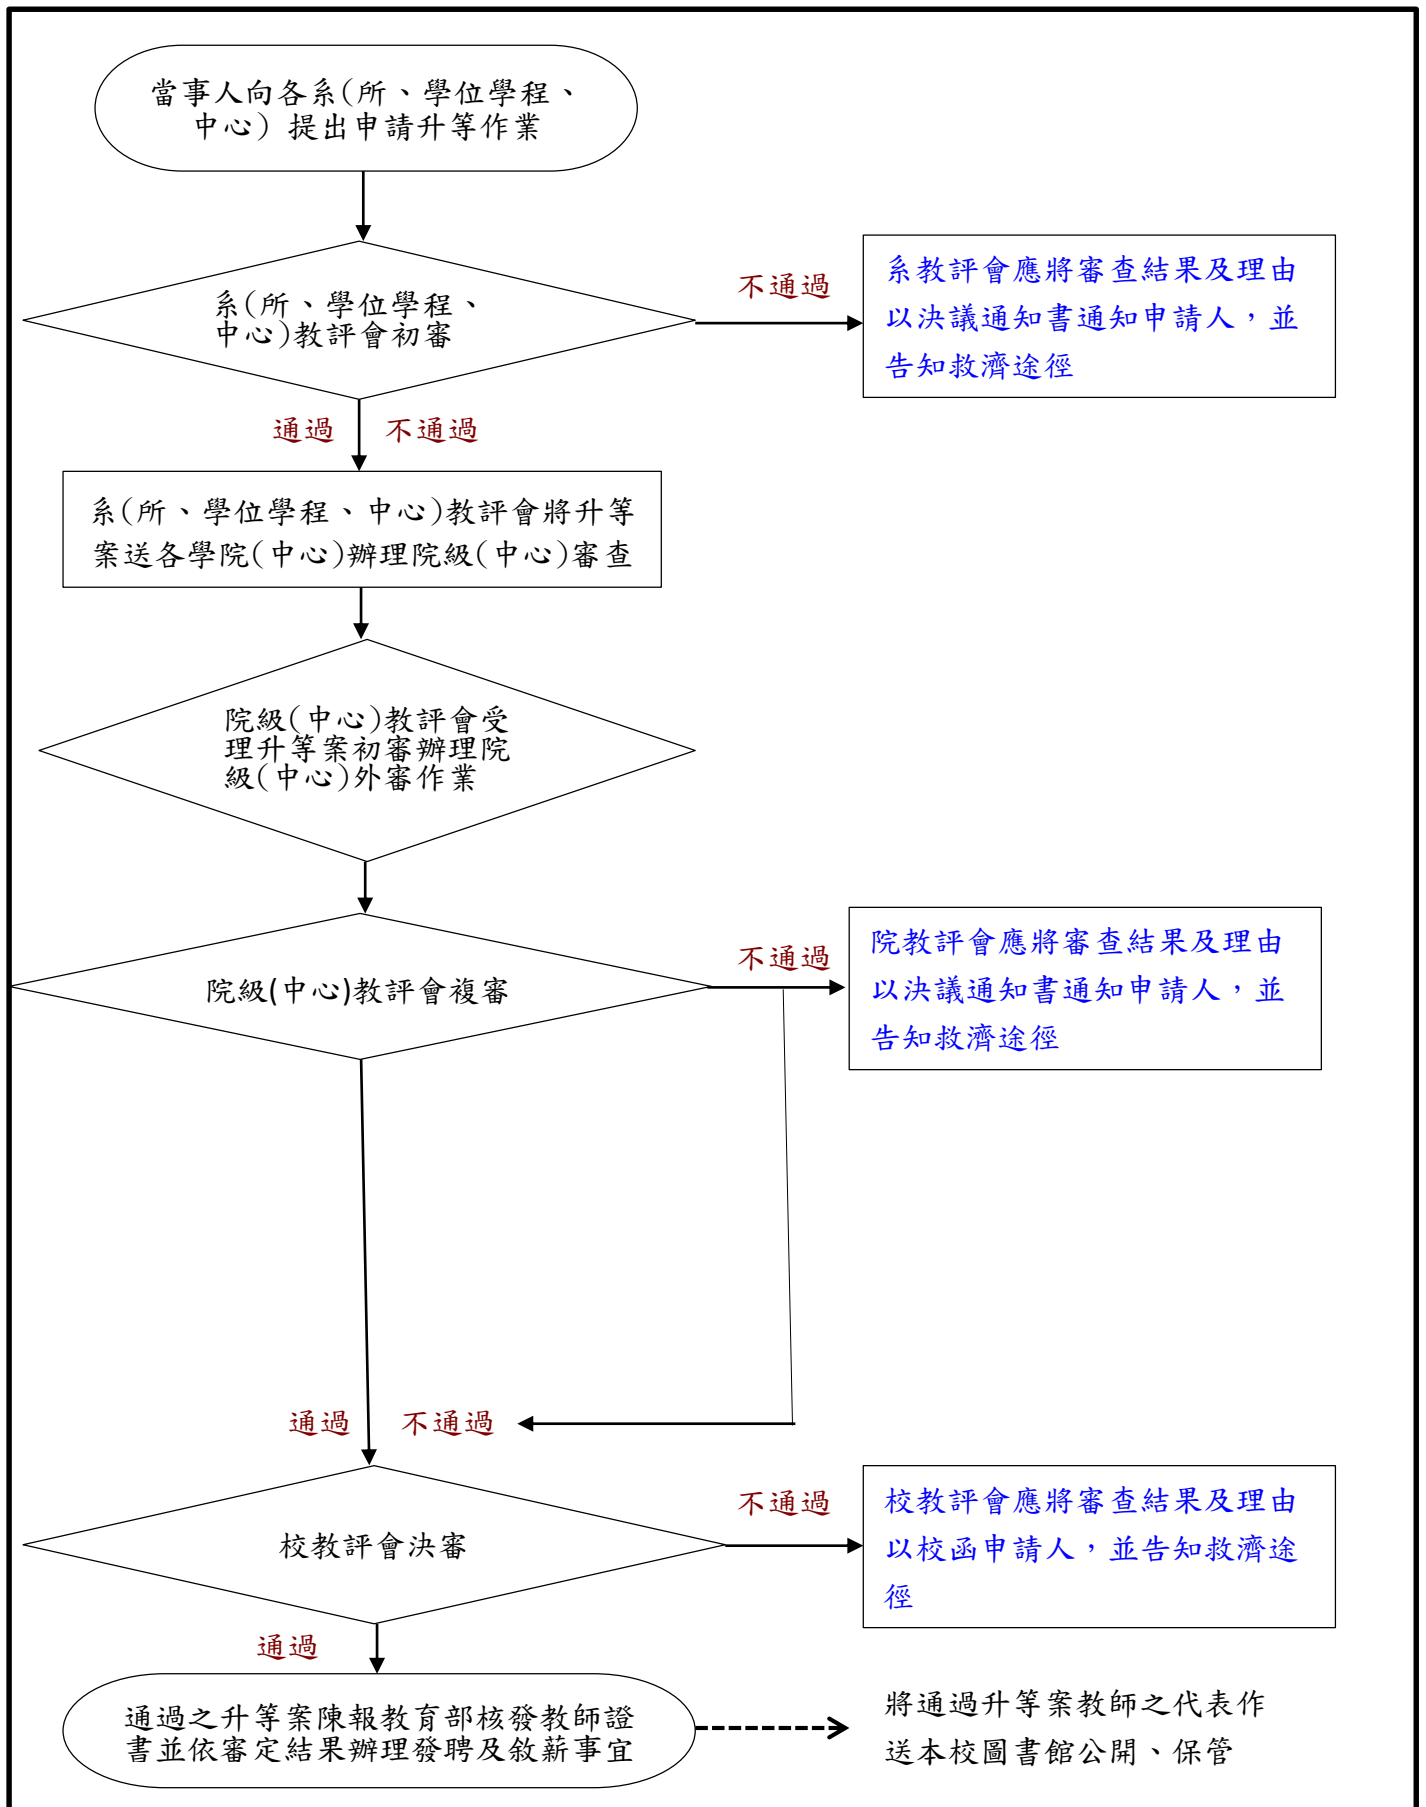 當事人向各系(所、學位學程、
中心) 提出申請升等作業
系(所、學位學程、
中心)教評會初審
不通過
系教評會應將審查結果及理由
以決議通知書通知申請人，並
告知救濟途徑
通過
不通過
系(所、學位學程、中心)教評會將升等
案送各學院(中心)辦理院級(中心)審查
院級(中心)教評會受
理升等案初審辦理院
級(中心)外審作業
院級(中心)教評會複審
不通過
院教評會應將審查結果及理由
以決議通知書通知申請人，並
告知救濟途徑
通過
不通過
校教評會決審
不通過
校教評會應將審查結果及理由
以校函申請人，並告知救濟途
徑
通過
通過之升等案陳報教育部核發教師證
書並依審定結果辦理發聘及敘薪事宜
將通過升等案教師之代表作
送本校圖書館公開、保管